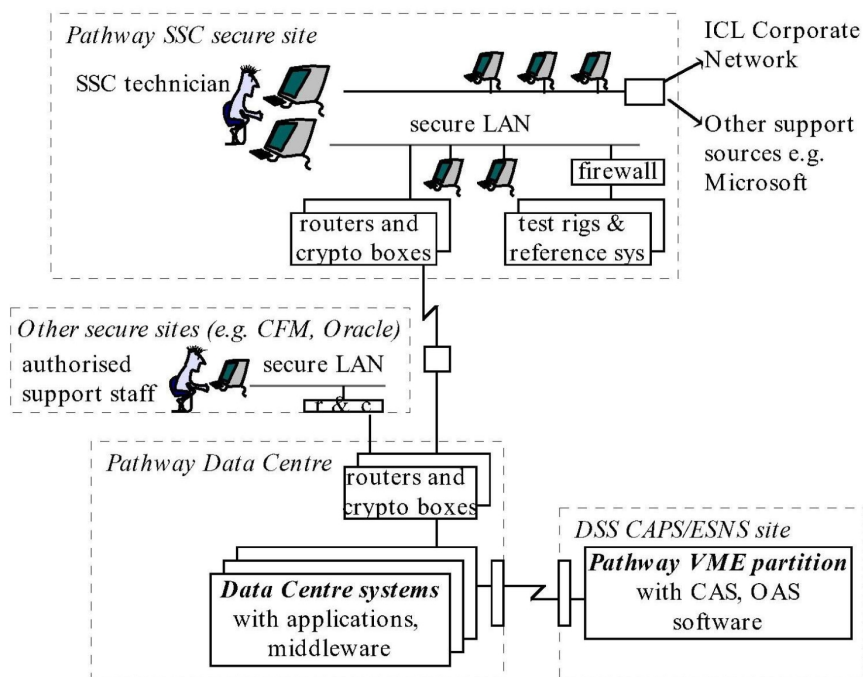 Pathway SSC secure site
SSC technician
ICL Corporate
Network
secure LAN
Other support
sources e.g.
Microsoft
firewall
routers and
crypto boxes
test rigs &
reference sys
Other secure sites (e.g. CFM, Oracle)
authorised
support staff
secure LAN
r & c
Pathway Data Centre
routers and
crypto boxes
DSS CAPS/ESNS site
Data Centre systems
with applications,
middleware
Pathway VME partition
with CAS, OAS
software